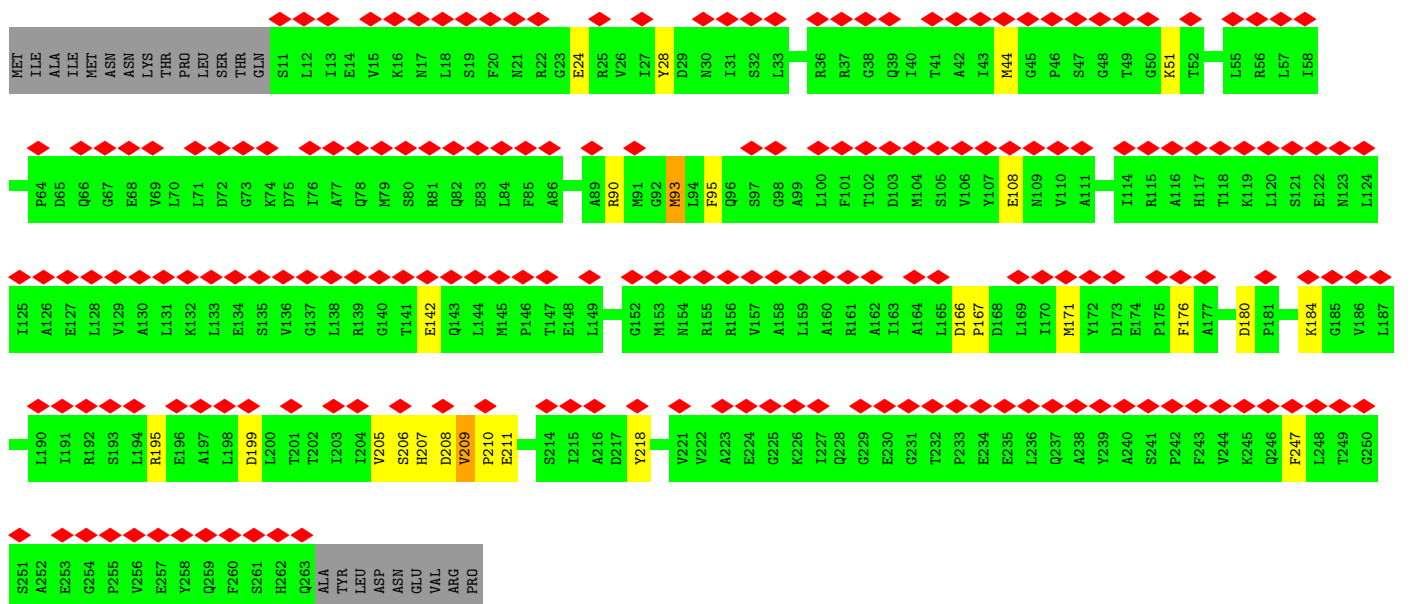 MET ILE ALA ILE MET ASN ASN LYS THR PRO LEU SER THR GLN S11 L12 I13 E14 V15 K16 N17 L18 S19 F20 N21 R22 G23 E24 R25 V26 I27 Y28 D29 N30 I31 S32 L33 R36 R37 G38 Q39 I40 T41 A42 I43 M44 G45 P46 S47 G48 T49 G50 K51 T52 L55 R56 L57 I58
P64 D65 Q66 G67 E68 V69 L70 L71 D72 G73 K74 D75 I76 A77 Q78 M79 S80 R81 Q82 E83 L84 F85 A86 A89 R90 M91 G92 M93 L94 F95 Q96 S97 G98 A99 L100 F101 T102 D103 M104 S105 V106 Y107 E108 N109 V110 A111 I114 R115 A116 H117 T118 K119 L120 S121 E122 N123 L124
I125 A126 E127 L128 V129 A130 L131 K132 L133 E134 S135 V136 G137 L138 R139 G140 T141 E142 Q143 L144 M145 P146 T147 E148 L149 G152 M153 N154 R155 R156 V157 A158 L159 A160 R161 A162 I163 A164 L165 D166 P167 D168 L169 I170 M171 Y172 D173 E174 P175 F176 A177 D180 P181 K184 G185 V186 L187
L190 I191 R192 S193 L194 R195 E196 A197 L198 D199 L200 T201 T202 I203 I204 V205 S206 H207 D208 V209 P210 E211 S214 I215 A216 D217 Y218 V221 V222 A223 E224 G225 K226 I227 Q228 G229 E230 G231 T232 P233 E234 E235 L236 Q237 A238 Y239 A240 S241 P242 F243 V244 K245 Q246 F247 L248 T249 G250
S251 A252 E253 G254 P255 V256 E257 Y258 Q259 F260 S261 H262 Q263 ALA TYR LEU ASP ASN GLU VAL ARG PRO